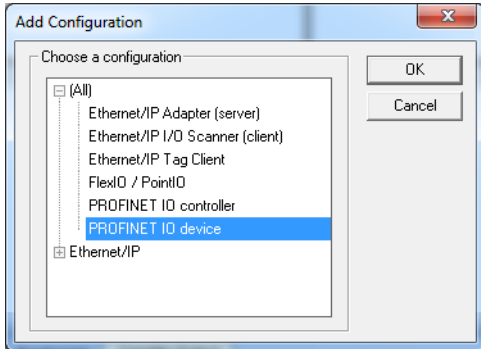 Add Configuration
Choose a configuration
OK
Cancel
(All)
Ethernet/IP Adapter (server)
Ethernet/IP I/O Scanner (client)
Ethernet/IP Tag Client
FlexIO / PointIO
PROFINET IO controller
PROFINET IO device
Ethernet/IP